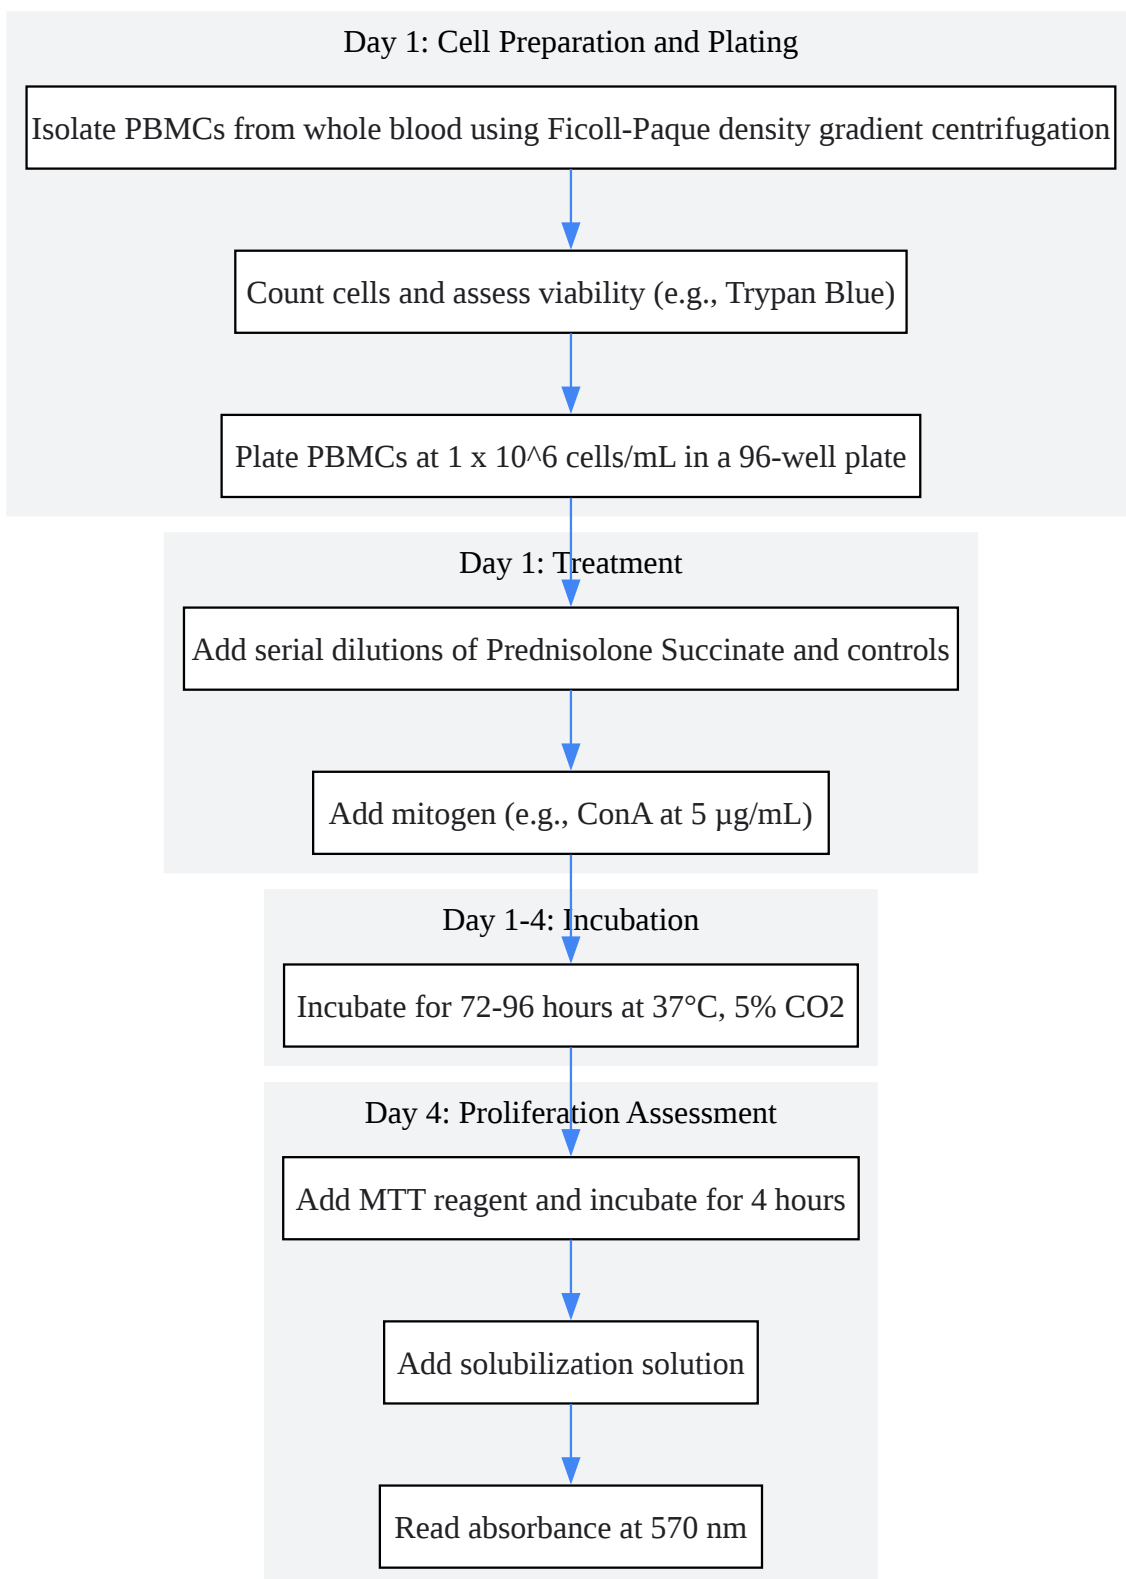 Day 1: Cell Preparation and Plating
Isolate PBMCs from whole blood using Ficoll-Paque density gradient centrifugation
Count cells and assess viability (e.g., Trypan Blue)
Plate PBMCs at 1 x 10^6 cells/mL in a 96-well plate
Day 1: Treatment
Add serial dilutions of Prednisolone Succinate and controls
Add mitogen (e.g., ConA at 5 µg/mL)
Day 1-4: Incubation
Incubate for 72-96 hours at 37°C, 5% CO2
Day 4: Proliferation Assessment
Add MTT reagent and incubate for 4 hours
Add solubilization solution
Read absorbance at 570 nm